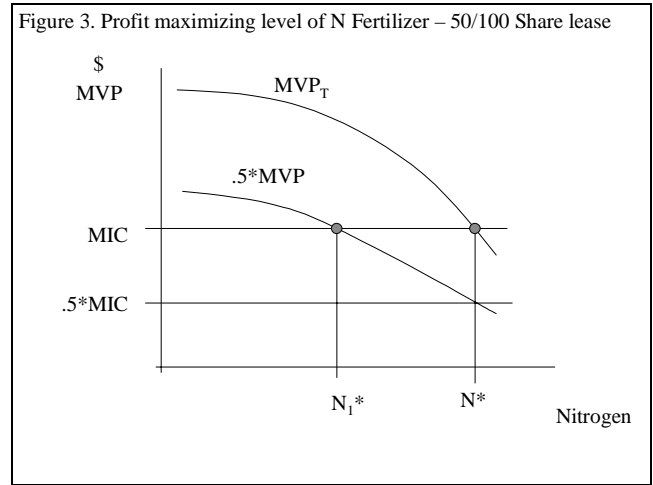 Figure 3. Profit maximizing level of N Fertilizer – 50/100 Share lease
$
MVP
MVPT
.5*MVP
MIC
.5*MIC
N1*
N*
Nitrogen